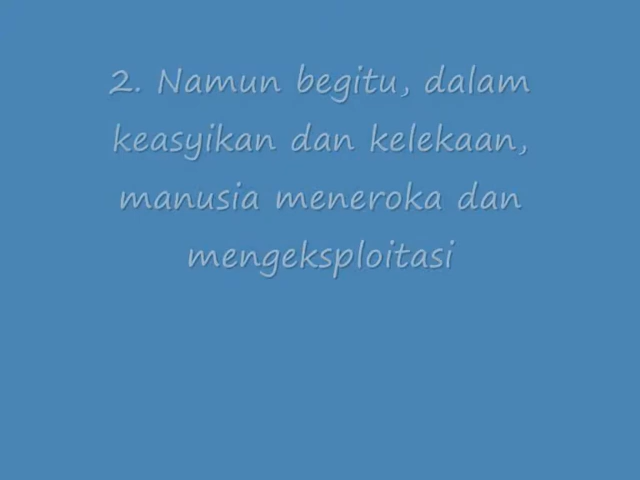 2. Namun begitu, dalam
keasyikan dan kelekaan,
manusia meneroka dan
mengeksploitasi